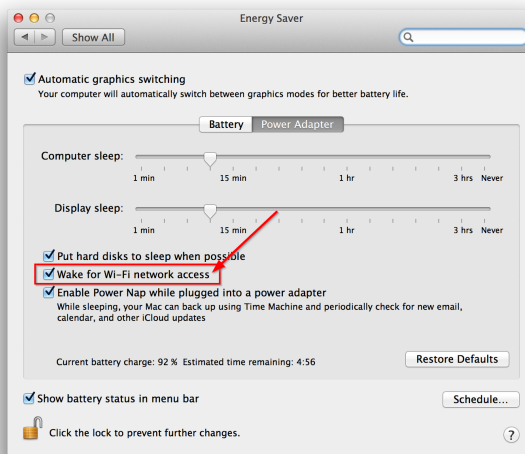 Energy Saver
Show All
Automatic graphics switching
Your computer will automatically switch between graphics modes for better battery life.
Battery Power Adapter
Computer sleep:
1 min 15 min 1 hr 3 hrs Never
Display sleep:
1 min 15 min 1 hr 3 hrs Never
Put hard disks to sleep when possible
Wake for Wi-Fi network access
Enable Power Nap while plugged into a power adapter
While sleeping, your Mac can back up using Time Machine and periodically check for new email,
calendar, and other iCloud updates
Current battery charge: 92 % Estimated time remaining: 4:56
Restore Defaults
Show battery status in menu bar
Schedule...
Click the lock to prevent further changes.
?